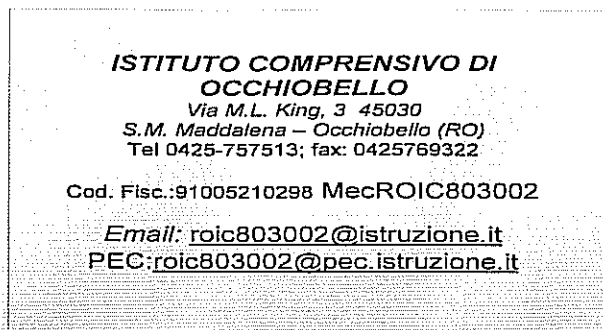 ISTITUTO COMPRENSIVO DI
OCCHIOBELLO
Via M.L. King, 3 45030
S.M. Maddalena – Occhiobello (RO)
Tel 0425-757513; fax: 0425769322
Cod. Fisc.:91005210298 MecROIC803002
Email: roic803002@istruzione.it
PEC:roic803002@pec.istruzione.it